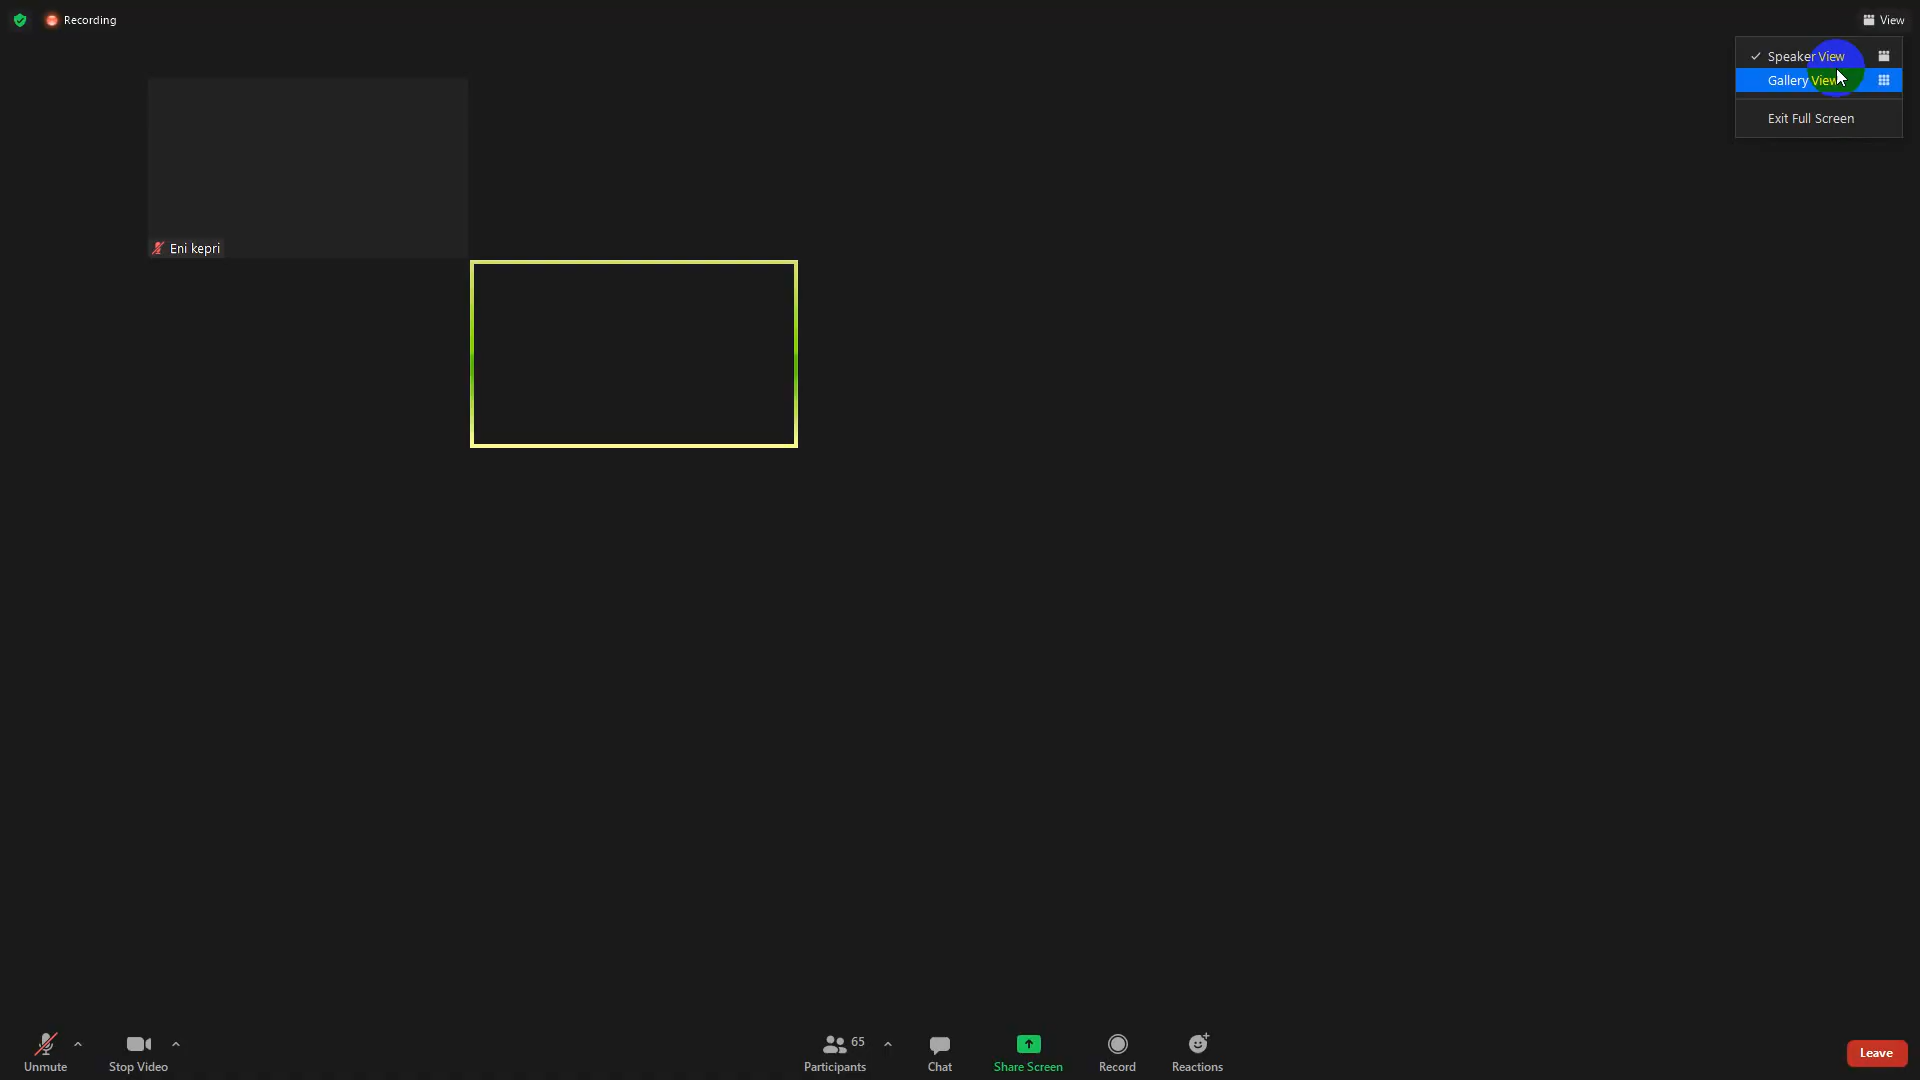 Recording
View
Speaker View
Gallery View
Exit Full Screen
Eni kepri
65
Unmute
Stop Video
Participants
Chat
Share Screen
Record
Reactions
Leave